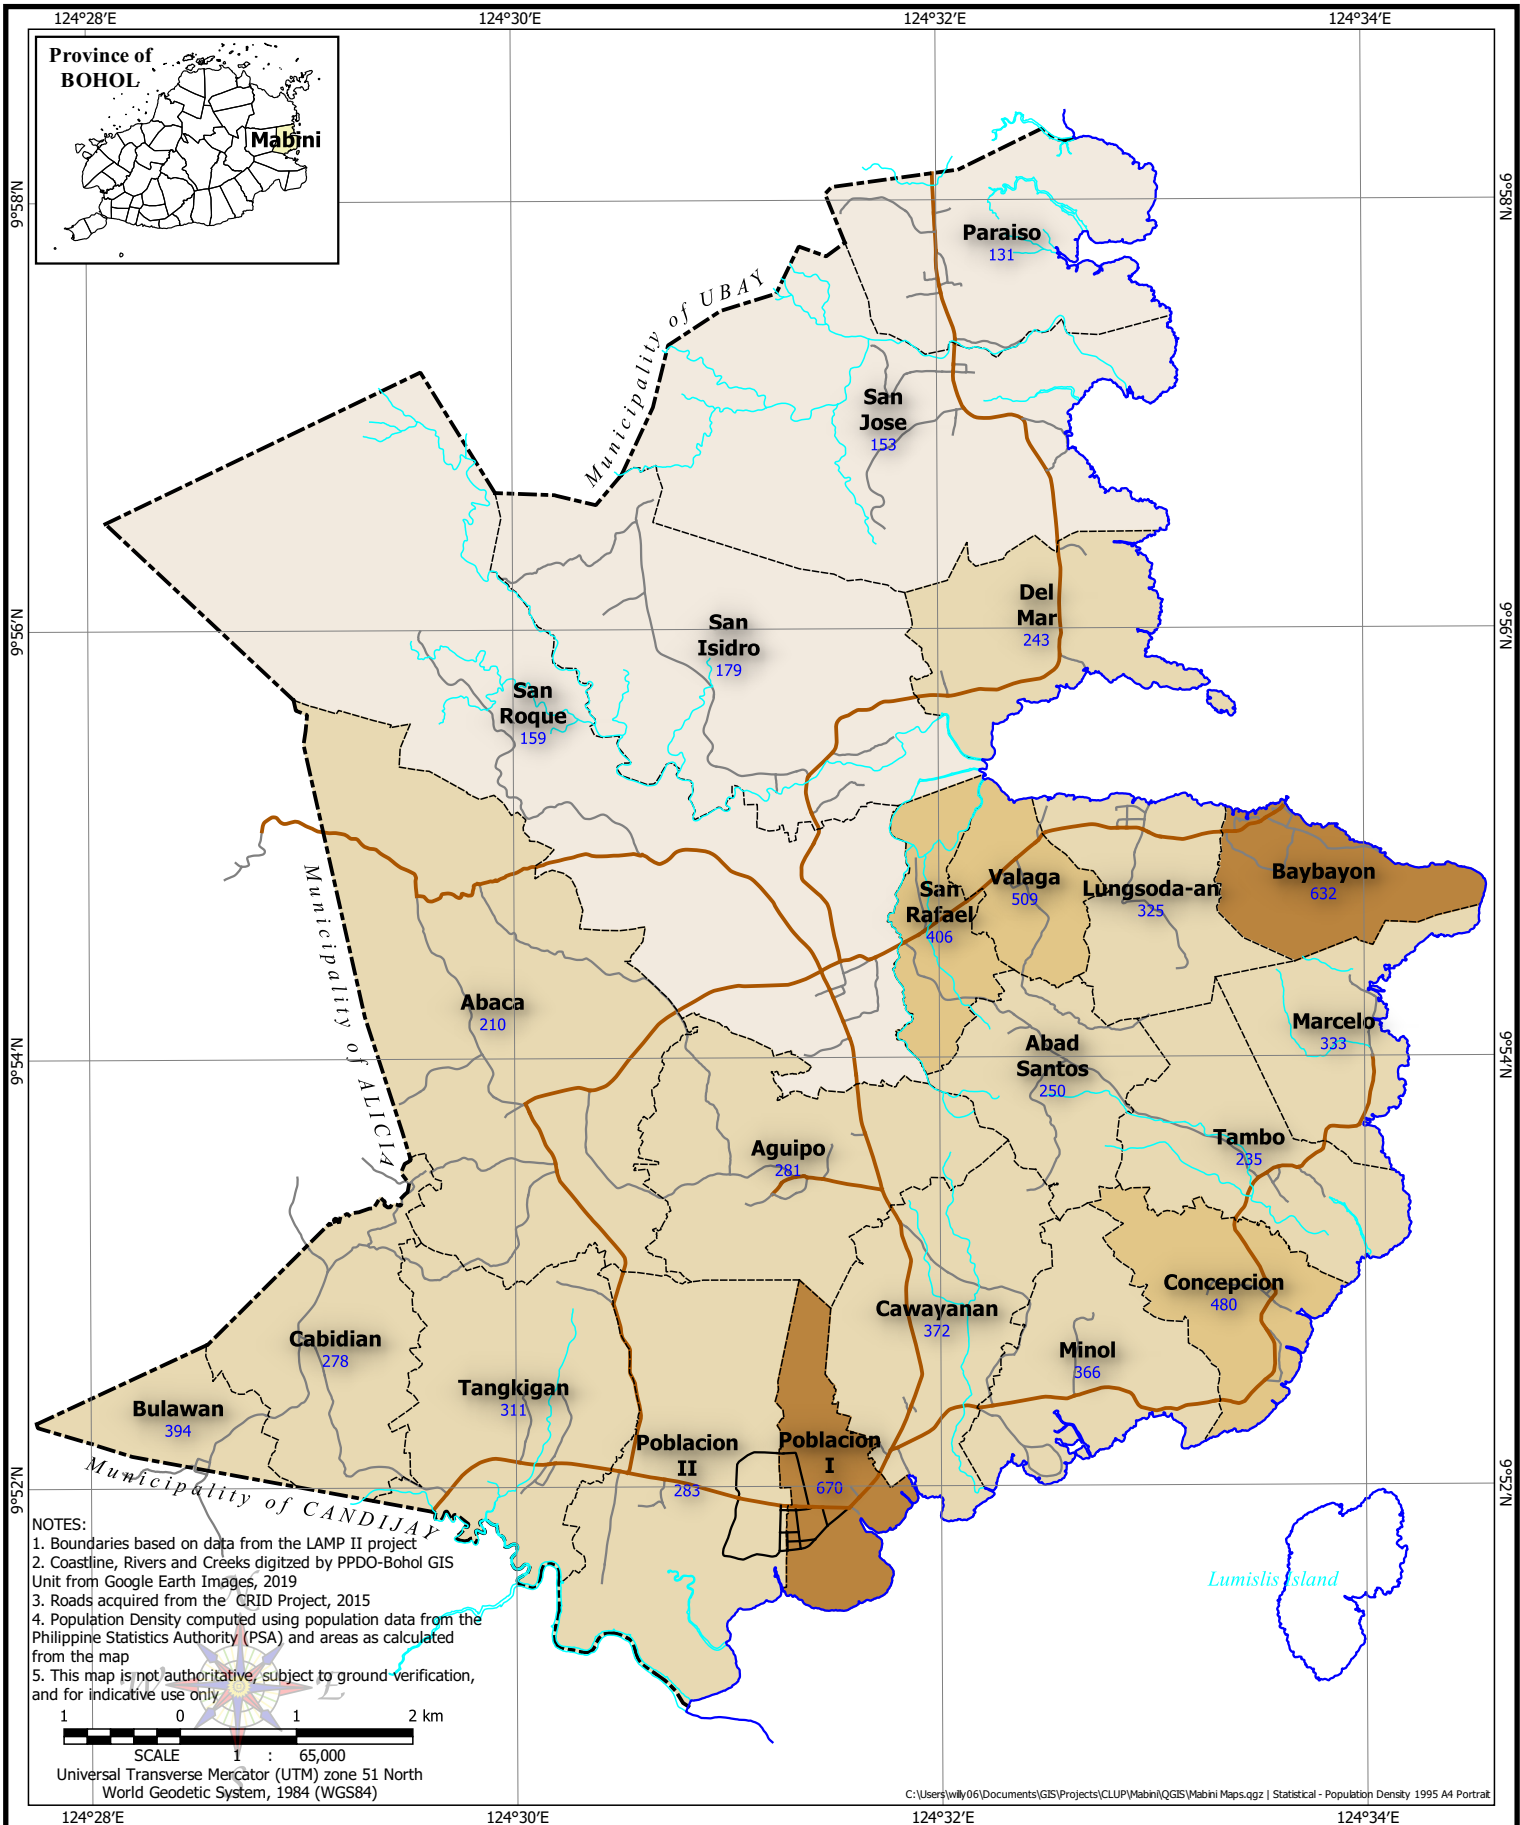 124°28′E
124°30′E
124°32′E
124°34′E
Province of
BOHOL
Mabini
9°58′N
9°58′N
Paraiso
131
Municipality of UBAY
San
Jose
153
Del
Mar
243
9°56′N
9°56′N
San
Isidro
179
San
Roque
159
Baybayon
632
Valaga
509
Lungsoda-an
325
San
Rafael
406
Municipality of ALICIA
Abaca
210
Marcelo
333
Abad
Santos
250
9°54′N
9°54′N
Tambo
235
Aguipo
281
Concepcion
480
Cawayanan
372
Cabidian
278
Minol
366
Tangkigan
311
Bulawan
394
Poblacion
II
283
Poblacion
I
670
9°52′N
9°52′N
Municipality of CANDIJAY
Lumislis Island
NOTES:
1. Boundaries based on data from the LAMP II project
2. Coastline, Rivers and Creeks digitzed by PPDO-Bohol GIS
Unit from Google Earth Images, 2019
3. Roads acquired from the CRID Project, 2015
4. Population Density computed using population data from the
Philippine Statistics Authority (PSA) and areas as calculated
from the map
5. This map is not authoritative, subject to ground verification,
and for indicative use only
N
W
E
S
1 0 1 2 km
SCALE 1 : 65,000
Universal Transverse Mercator (UTM) zone 51 North
World Geodetic System, 1984 (WGS84)
C:\Users\willy06\Documents\GIS\Projects\CLUP\Mabini\QGIS\Mabini Maps.qgz | Statistical - Population Density 1995 A4 Portrait
124°28′E
124°30′E
124°32′E
124°34′E